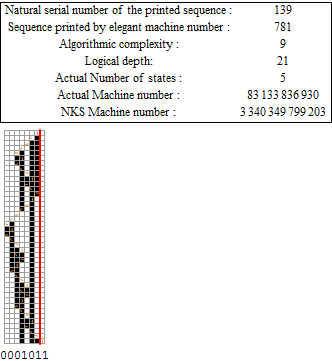 Natural serial number of the printed sequence : 139
Sequence printed by elegant machine number : 781
Algorithmic complexity : 9
Logical depth: 21
Actual Number of states : 5
Actual Machine number : 83 133 836 930
NKS Machine number : 3 340 349 799 203
0001011